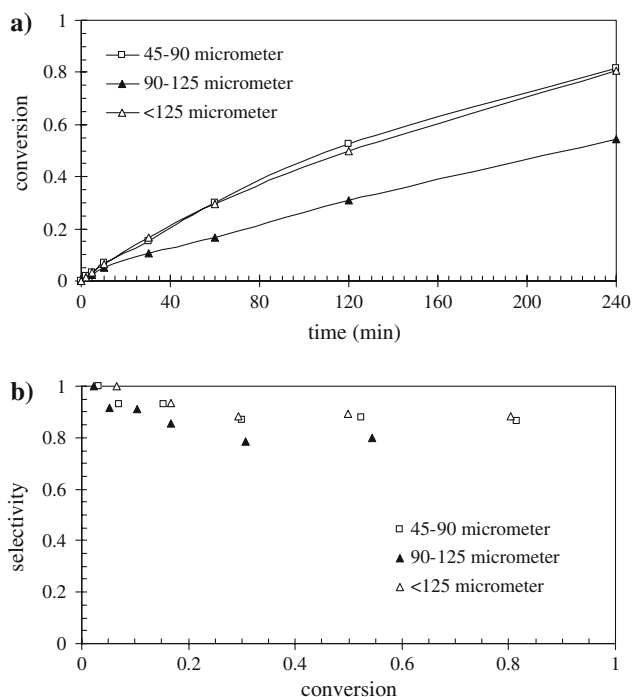 a)
1
0.8
0.6
0.4
0.2
0
conversion
45-90 micrometer
90-125 micrometer
<125 micrometer
0 40 80 120 160 200 240
time (min)
b)
1
0.8
0.6
0.4
0.2
0
selectivity
45-90 micrometer
90-125 micrometer
<125 micrometer
0 0.2 0.4 0.6 0.8 1
conversion